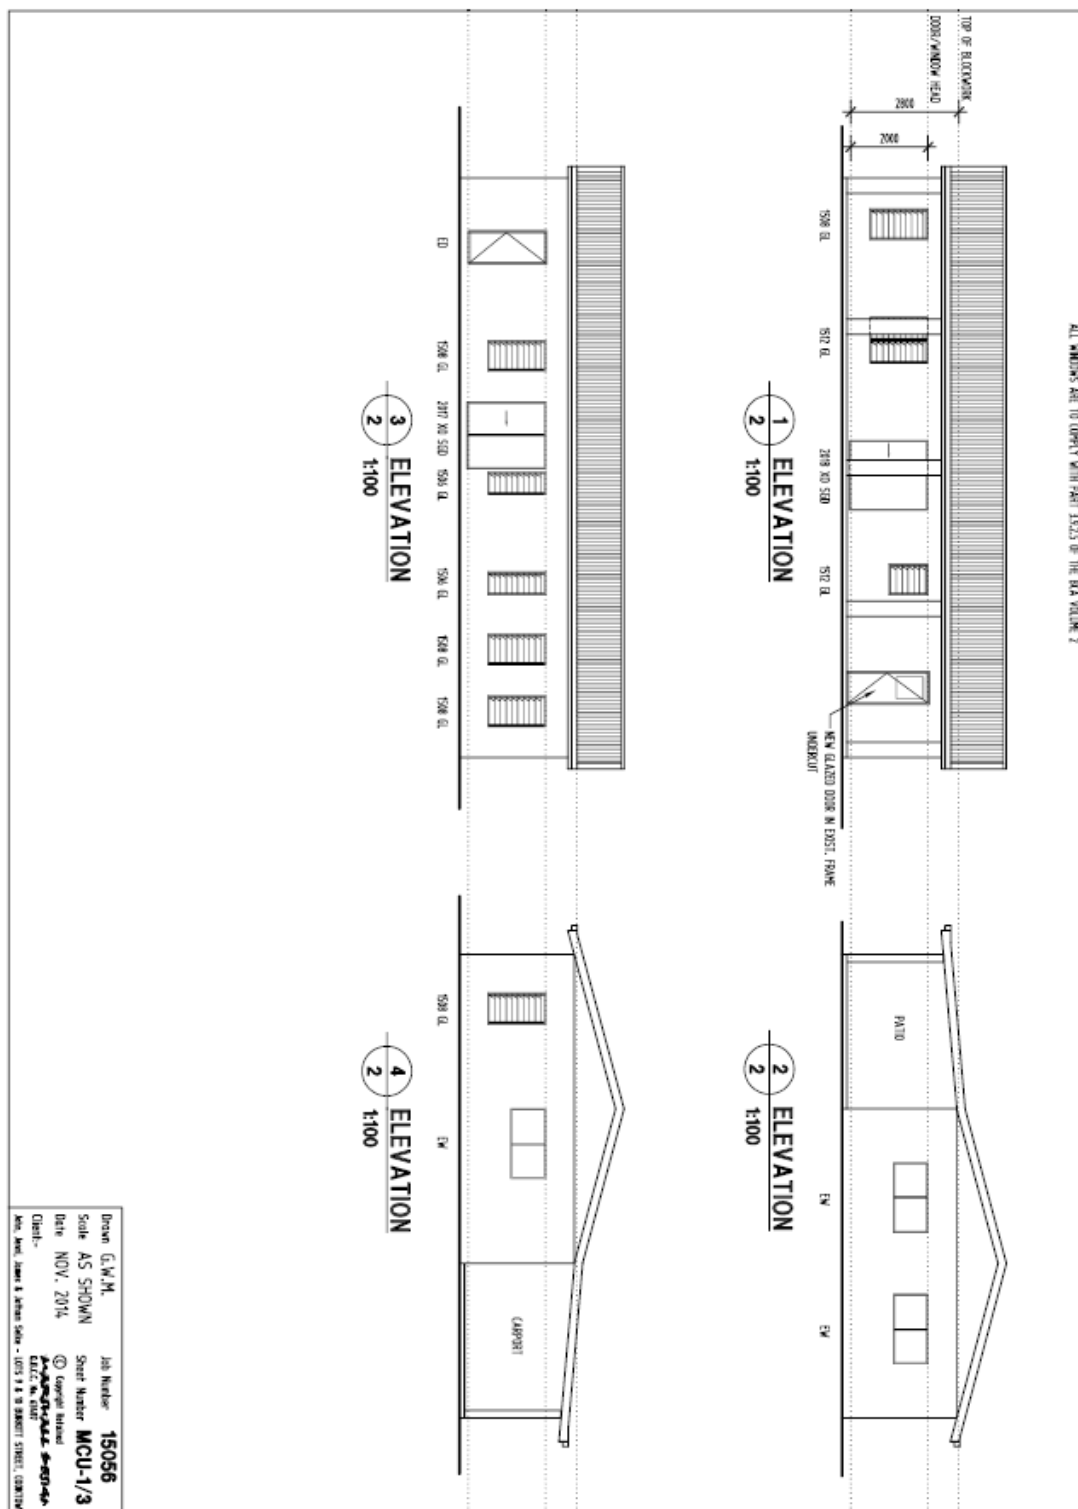 ALL WINDOWS ARE TO COMPLY WITH PART 3.9.2.5 OF THE BCA VOLUME 2
TOP OF BLOCKWORK
DOOR/WINDOW HEAD
2800
2000
1508 GL
1512 GL
2018 XO SGD
1512 GL
NEW GLAZED DOOR IN EXIST. FRAME
UNDERCUT
1
2
ELEVATION
1:100
PATIO
EW
EW
2
2
ELEVATION
1:100
ED
1508 GL
2017 XO SGD
1506 GL
1506 GL
1508 GL
1508 GL
3
2
ELEVATION
1:100
1508 GL
EW
CARPORT
4
2
ELEVATION
1:100
Drawn G.W.M.
Job Number 15056
Scale AS SHOWN
Sheet Number MCU-1/3
Date NOV. 2014
© Copyright Retained
Client:-
STREET,